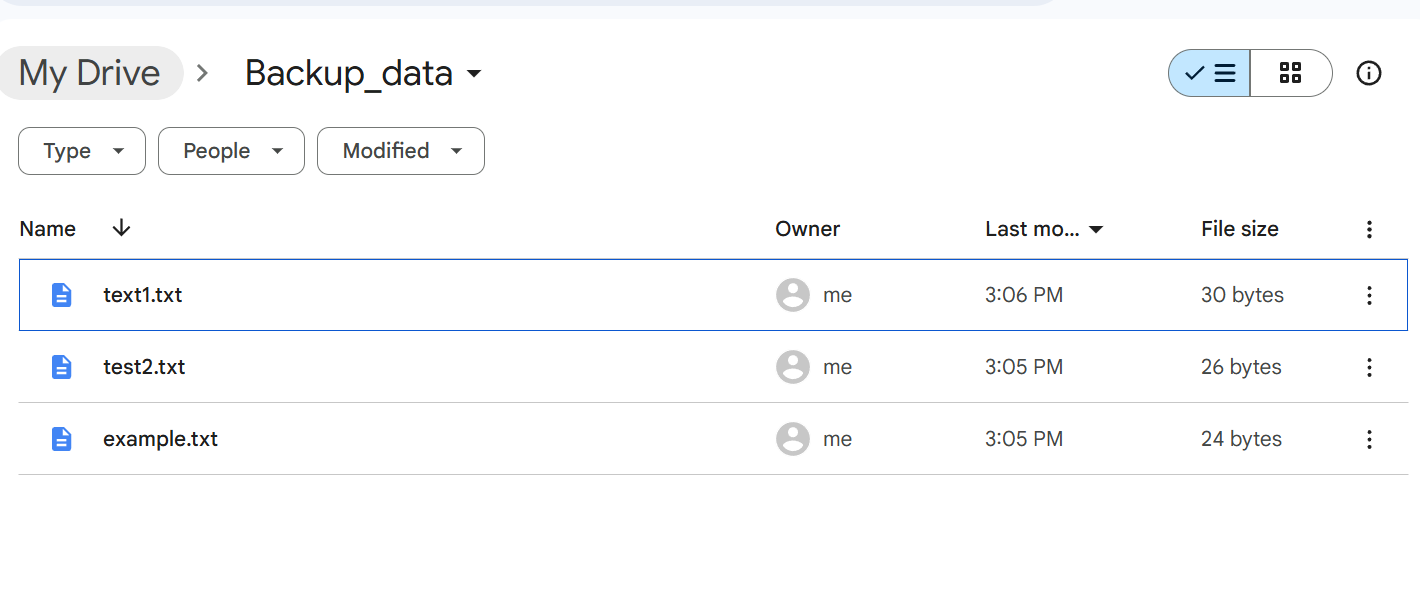 My Drive > Backup_data
Type People Modified
Name Owner Last mo... File size
text1.txt me 3:06 PM 30 bytes
test2.txt me 3:05 PM 26 bytes
example.txt me 3:05 PM 24 bytes